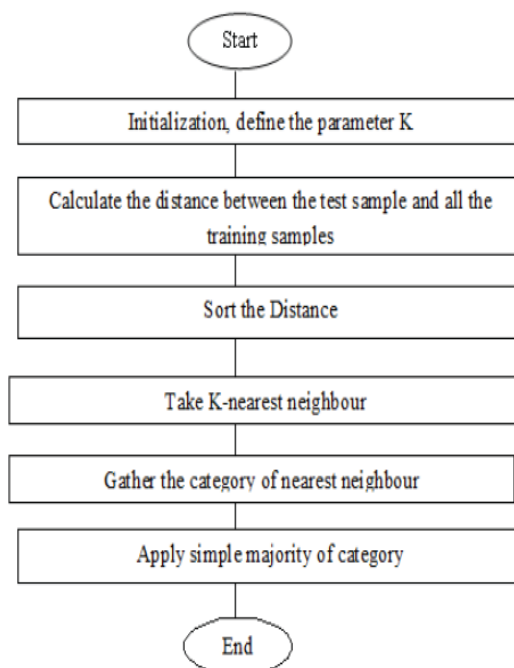 Start
Initialization, define the parameter K
Calculate the distance between the test sample and all the
training samples
Sort the Distance
Take K-nearest neighbour
Gather the category of nearest neighbour
Apply simple majority of category
End